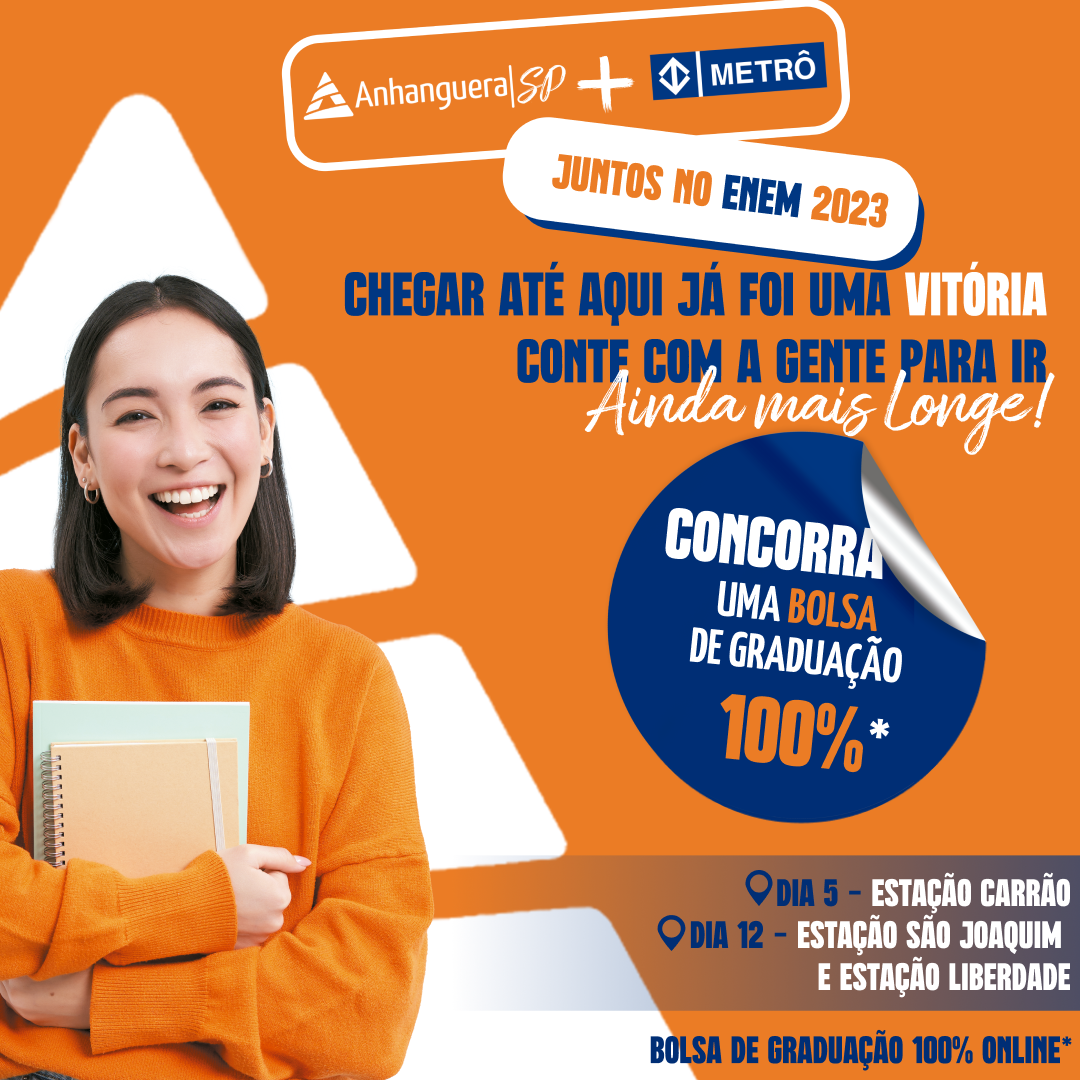 Anhanguera|SP + METRÔ
JUNTOS NO ENEM 2023
CHEGAR ATÉ AQUI JÁ FOI UMA VITÓRIA
CONTE COM A GENTE PARA IR
Ainda mais Longe!
CONCORRA
UMA BOLSA
DE GRADUAÇÃO
100%*
DIA 5 - ESTAÇÃO CARRÃO
DIA 12 - ESTAÇÃO SÃO JOAQUIM
E ESTAÇÃO LIBERDADE
BOLSA DE GRADUAÇÃO 100% ONLINE*